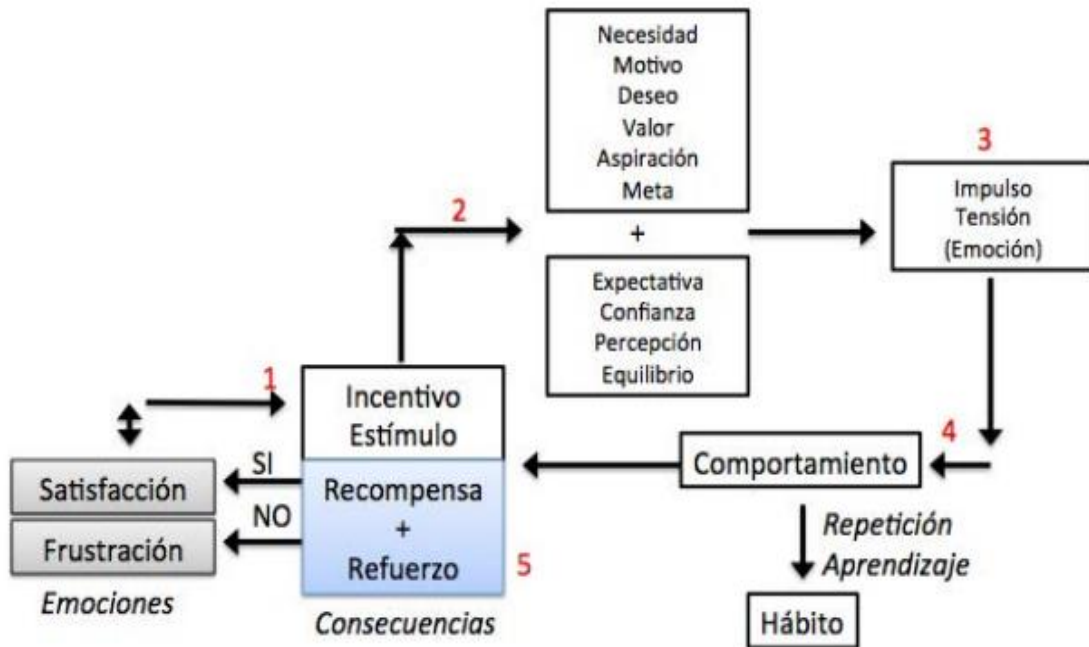 Necesidad
Motivo
Deseo
Valor
Aspiración
Meta
+
Expectativa
Confianza
Percepción
Equilibrio
2
3
Impulso
Tensión
(Emoción)
1
Incentivo
Estímulo
4
Comportamiento
Repetición
Aprendizaje
Hábito
SI
NO
Recompensa
+
Refuerzo
5
Consecuencias
Satisfacción
Frustración
Emociones